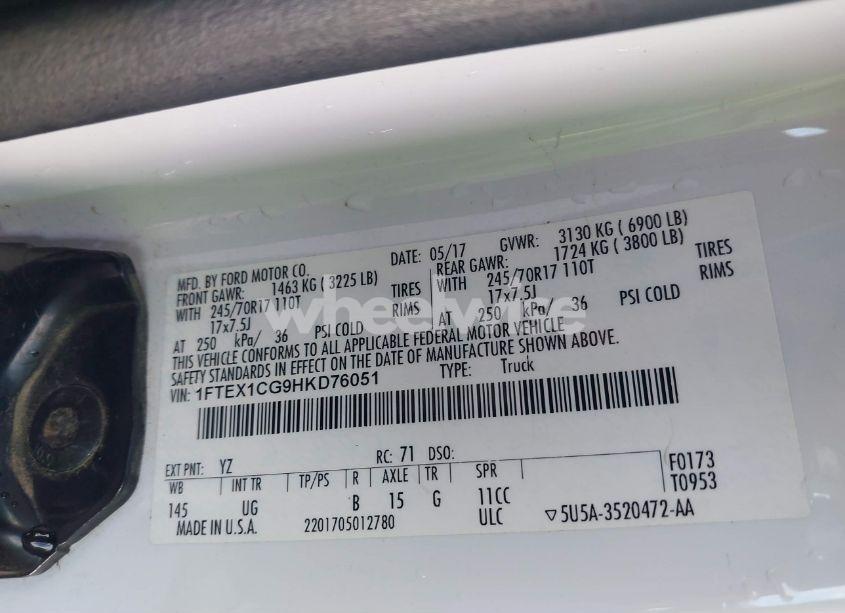 MFD. BY FORD MOTOR CO. DATE: 05/17 GVWR: 3130 KG ( 6900 LB)
FRONT GAWR: 1463 KG ( 3225 LB) REAR GAWR: 1724 KG ( 3800 LB)
WITH 245/70R17 110T TIRES WITH 245/70R17 110T TIRES
17x7.5J RIMS 17x7.5J RIMS
AT 250 kPa/ 36 PSI COLD AT 250 kPa/ 36 PSI COLD
THIS VEHICLE CONFORMS TO ALL APPLICABLE FEDERAL MOTOR VEHICLE
SAFETY STANDARDS IN EFFECT ON THE DATE OF MANUFACTURE SHOWN ABOVE.
VIN: 1FTEX1CG9HKD76051 TYPE: Truck
EXT PNT: YZ RC: 71 DSO:
WB INT TR TP/PS R AXLE TR SPR F0173
145 UG B 15 G 11CC T0953
MADE IN U.S.A. 2201705012780 ULC ▽5U5A-3520472-AA
wheelwise